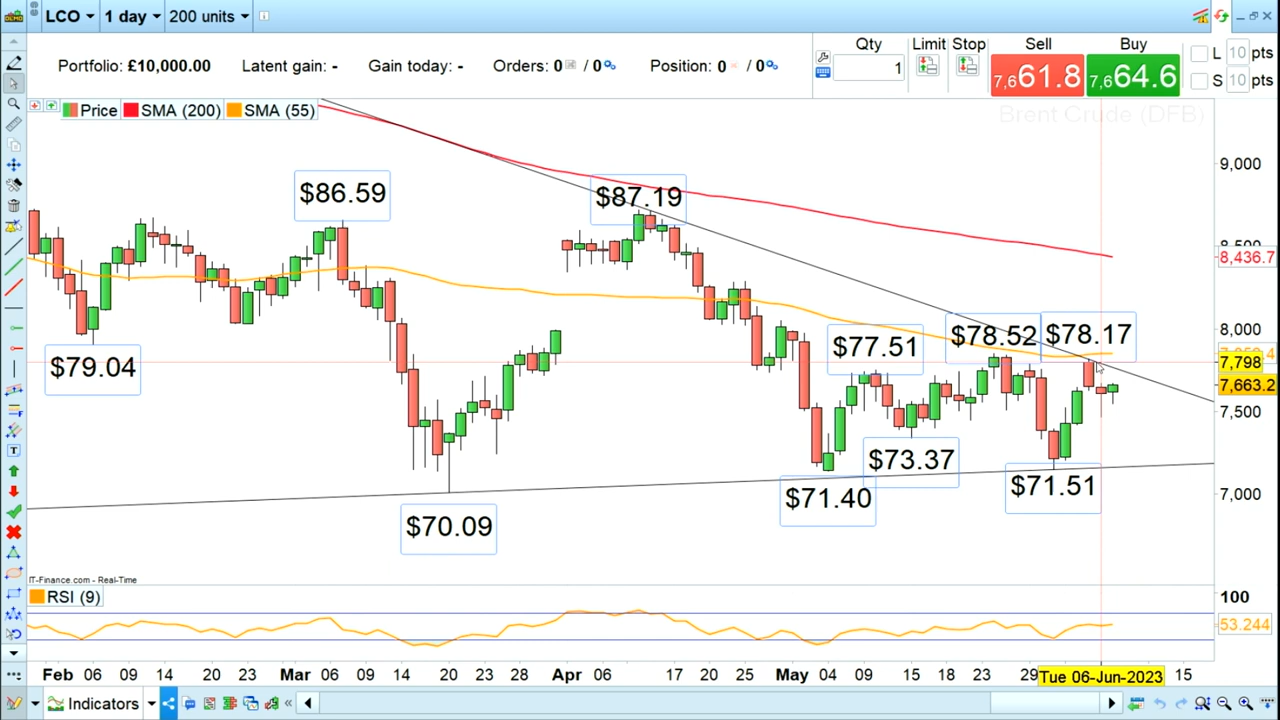 LCO 1 day 200 units
Portfolio: £10,000.00 Latent gain: - Gain today: - Orders: 0 / 0 Position: 0 / 0
Qty Limit Stop Sell Buy
1
7,661.8 7,664.6
L 10 pts
S 10 pts
Price SMA (200) SMA (55)
Brent Crude (DFB)
9,000
$86.59
$87.19
8,436.7
8,000
$78.52
$78.17
$77.51
$79.04
7,798
7,663.2
7,500
$73.37
$71.51
$71.40
7,000
$70.09
IT-Finance.com - Real-Time
RSI (9)
100
53.244
Feb 06 09 14 20 23 Mar 09 14 20 23 28 Apr 06 17 20 25 May 04 09 15 18 23 29 Tue 06-Jun-2023 15
Indicators